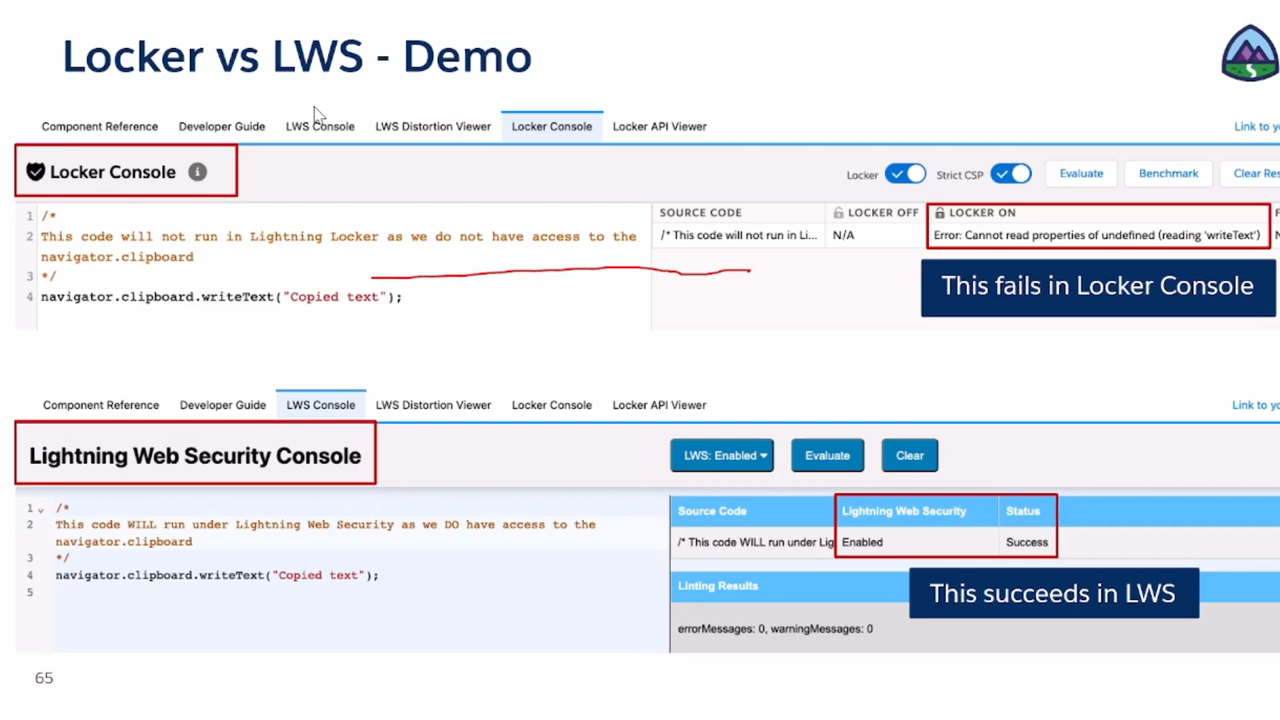 Locker vs LWS - Demo
Component Reference Developer Guide LWS Console LWS Distortion Viewer Locker Console Locker API Viewer Link to
Locker Console
Locker Strict CSP Evaluate Benchmark Clear
1 /*
2 This code will not run in Lightning Locker as we do not have access to the
navigator.clipboard
3 */
4 navigator.clipboard.writeText("Copied text");
SOURCE CODE LOCKER OFF LOCKER ON
/* This code will not run in Li... N/A Error: Cannot read properties of undefined (reading 'writeText')
This fails in Locker Console
Component Reference Developer Guide LWS Console LWS Distortion Viewer Locker Console Locker API Viewer Link to
Lightning Web Security Console
LWS: Enabled Evaluate Clear
1 /*
2 This code WILL run under Lightning Web Security as we DO have access to the
navigator.clipboard
3 */
4 navigator.clipboard.writeText("Copied text");
5
Source Code Lightning Web Security Status
/* This code WILL run under Lig Enabled Success
Linting Results
errorMessages: 0, warningMessages: 0
This succeeds in LWS
65